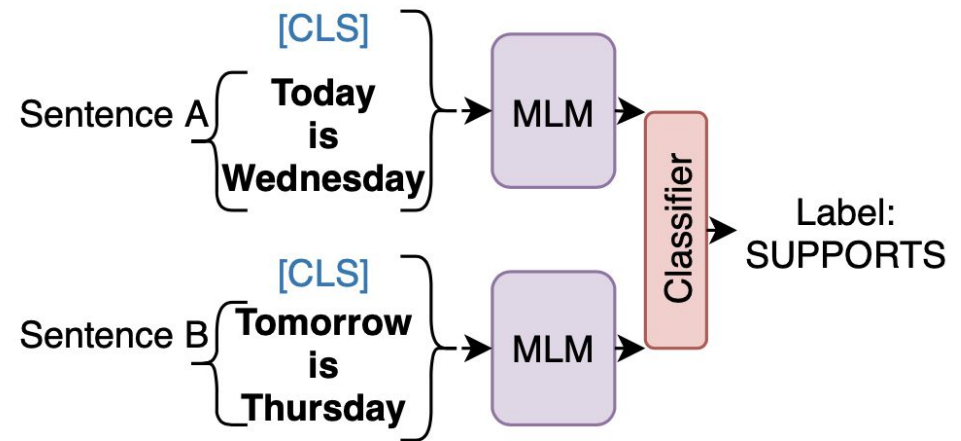 [CLS]
Sentence A
Today
is
Wednesday
MLM
[CLS]
Sentence B
Tomorrow
is
Thursday
MLM
Classifier
Label:
SUPPORTS